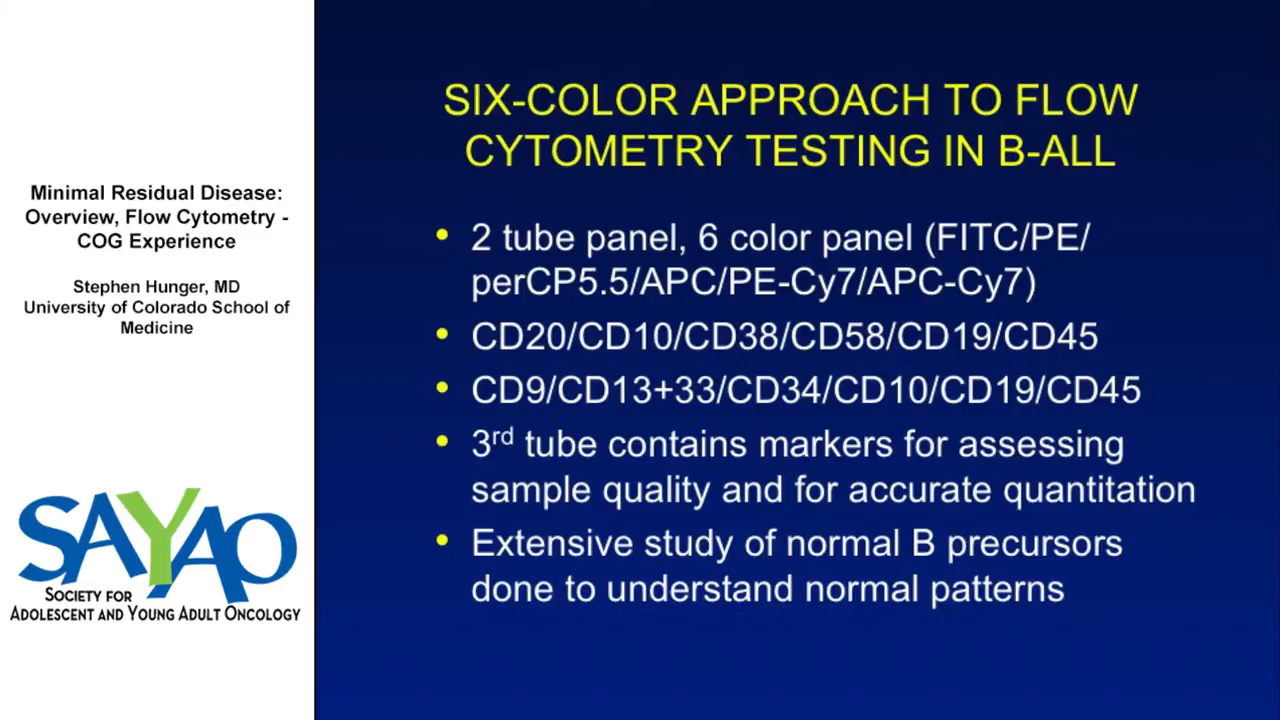 Minimal Residual Disease:
Overview, Flow Cytometry -
COG Experience
Stephen Hunger, MD
University of Colorado School of
Medicine
SAYAO
SOCIETY FOR
ADOLESCENT AND YOUNG ADULT ONCOLOGY
SIX-COLOR APPROACH TO FLOW
CYTOMETRY TESTING IN B-ALL
• 2 tube panel, 6 color panel (FITC/PE/
perCP5.5/APC/PE-Cy7/APC-Cy7)
• CD20/CD10/CD38/CD58/CD19/CD45
• CD9/CD13+33/CD34/CD10/CD19/CD45
• 3rd tube contains markers for assessing
sample quality and for accurate quantitation
• Extensive study of normal B precursors
done to understand normal patterns